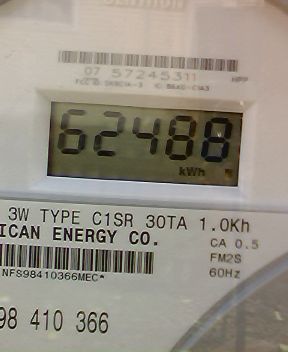 07 57245311
62488
kWh
3W TYPE C1SR 30TA 1.0Kh
ICAN ENERGY CO.
CA 0.5
FM2S
NFS98410366MEC*
60Hz
98 410 366